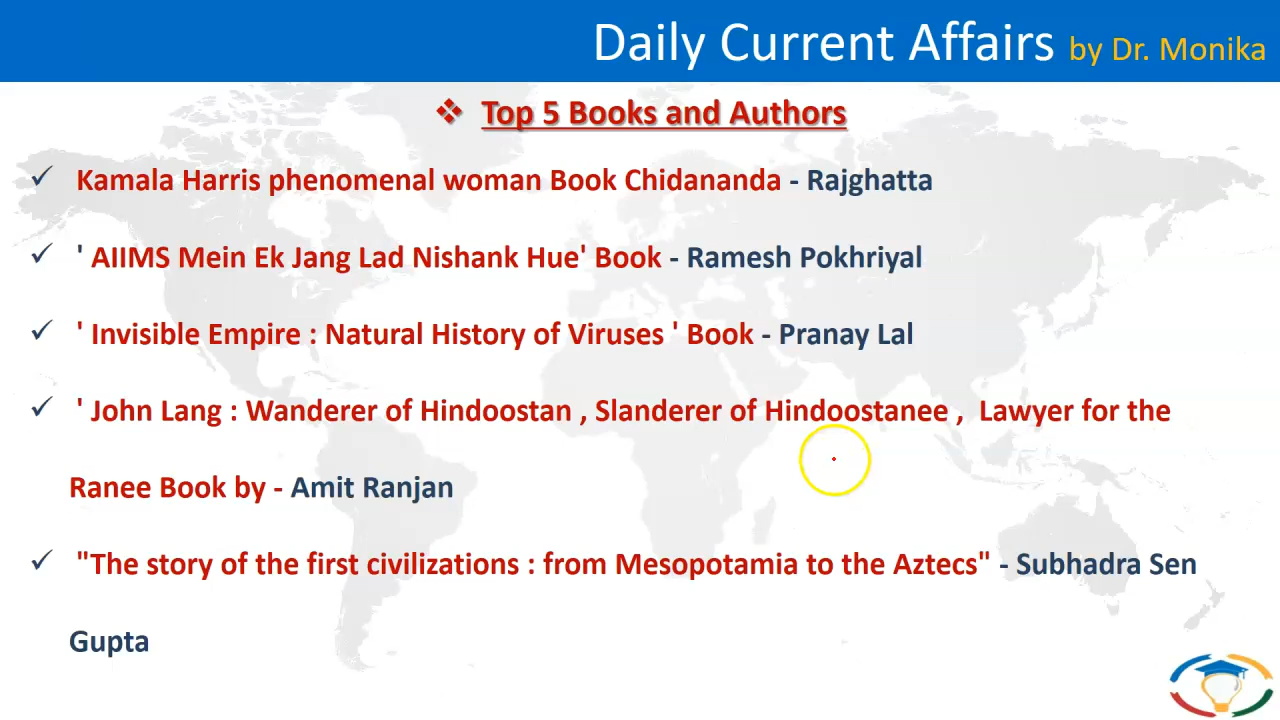 Daily Current Affairs by Dr. Monika
❖ Top 5 Books and Authors
✓ Kamala Harris phenomenal woman Book Chidananda - Rajghatta
✓ ' AIIMS Mein Ek Jang Lad Nishank Hue' Book - Ramesh Pokhriyal
✓ ' Invisible Empire : Natural History of Viruses ' Book - Pranay Lal
✓ ' John Lang : Wanderer of Hindoostan , Slanderer of Hindoostanee , Lawyer for the
Ranee Book by - Amit Ranjan
✓ "The story of the first civilizations : from Mesopotamia to the Aztecs" - Subhadra Sen
Gupta